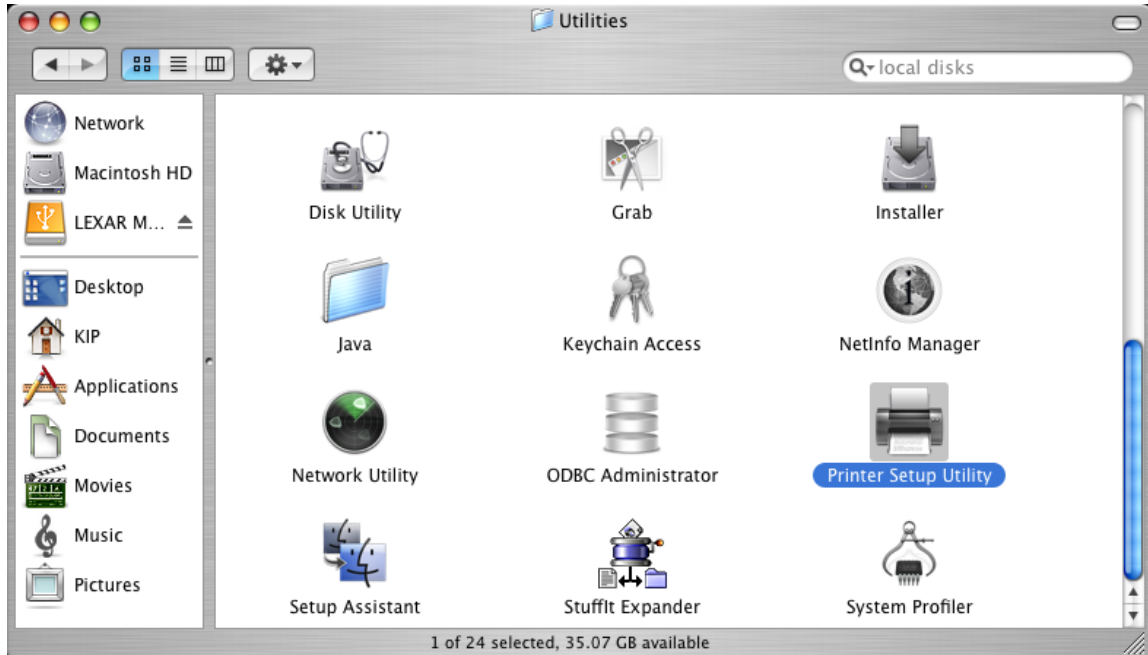 Utilities
local disks
Network
Macintosh HD
LEXAR M...
Desktop
KIP
Applications
Documents
Movies
Music
Pictures
Disk Utility
Grab
Installer
Java
Keychain Access
NetInfo Manager
Network Utility
ODBC Administrator
Printer Setup Utility
Setup Assistant
StuffIt Expander
System Profiler
1 of 24 selected, 35.07 GB available